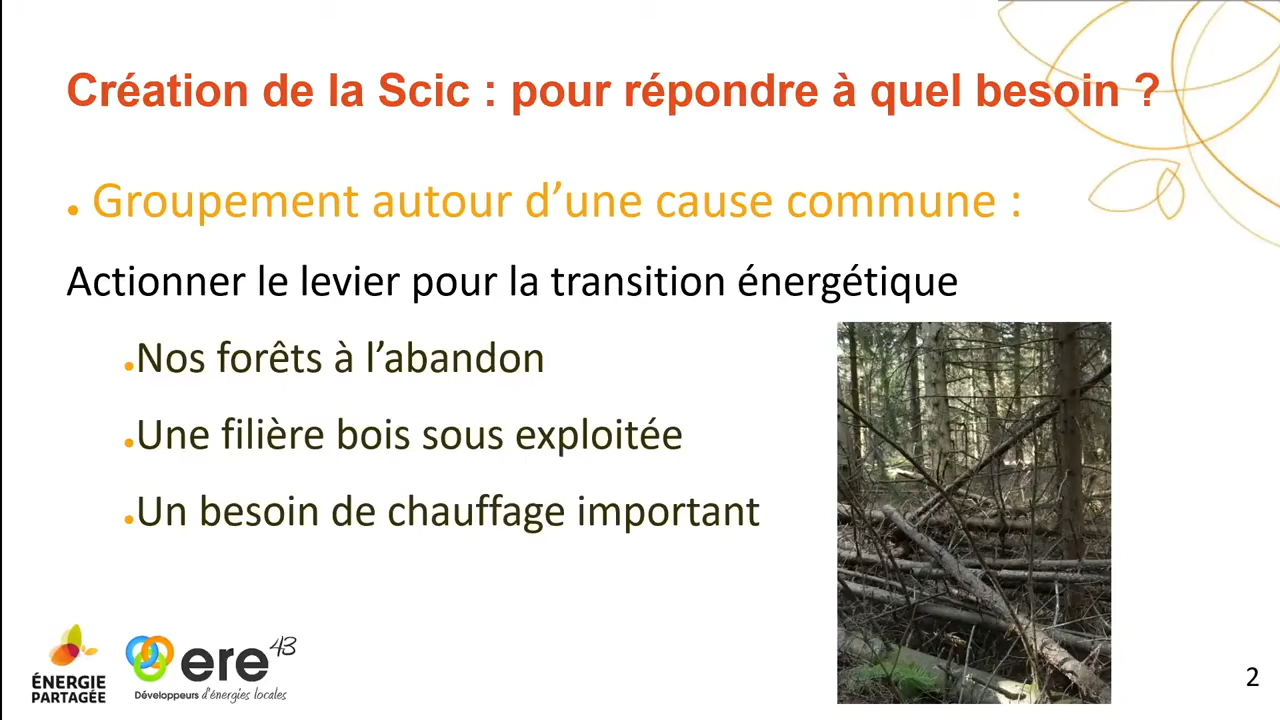 Création de la Scic : pour répondre à quel besoin ?
• Groupement autour d’une cause commune :
Actionner le levier pour la transition énergétique
•Nos forêts à l’abandon
•Une filière bois sous exploitée
•Un besoin de chauffage important
ÉNERGIE
PARTAGÉE
ere 43
Développeurs d'énergies locales
2